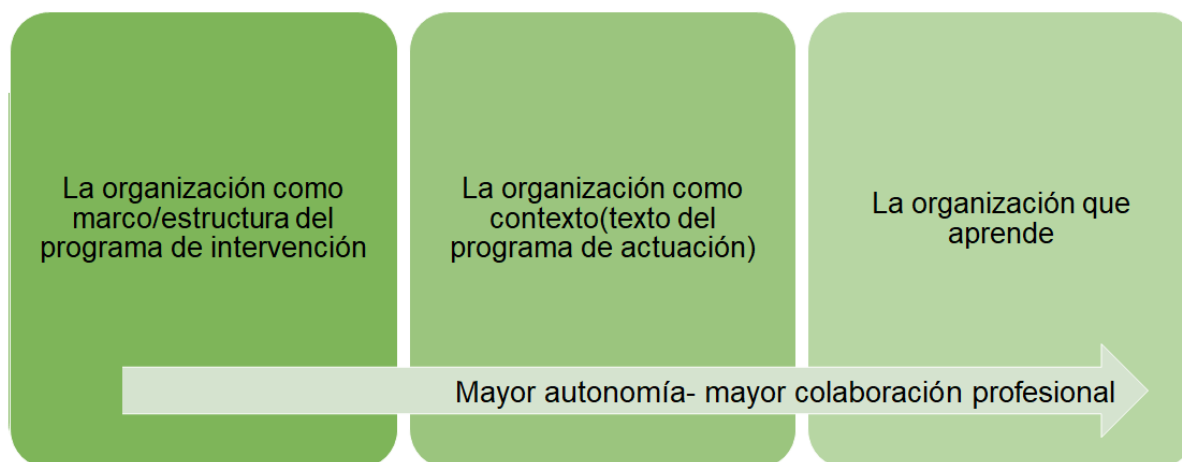 La organización como
marco/estructura del
programa de intervención
La organización como
contexto(texto del
programa de actuación)
La organización que
aprende
Mayor autonomía- mayor colaboración profesional